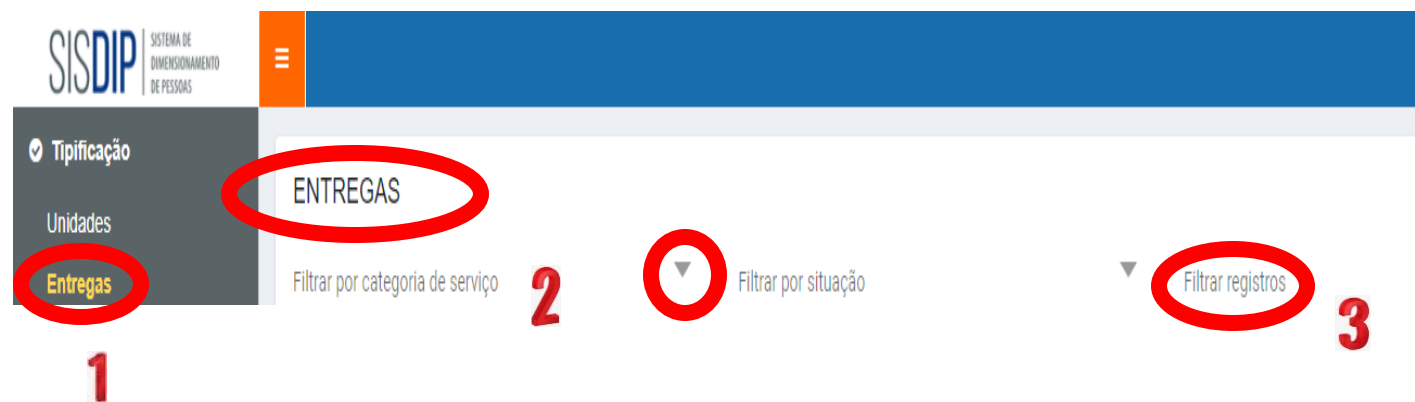 SISDIP
SISTEMA DE
DIMENSIONAMENTO
DE PESSOAS
Tipificação
ENTREGAS
Unidades
Entregas
Filtrar por categoria de serviço
2
Filtrar por situação
Filtrar registros
3
1